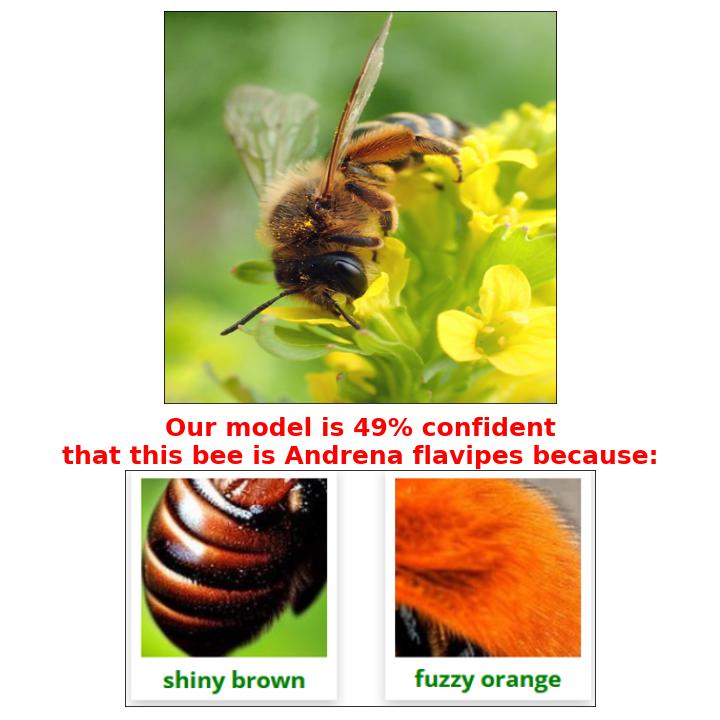 Our model is 49% confident
that this bee is Andrena flavipes because:
shiny brown
fuzzy orange